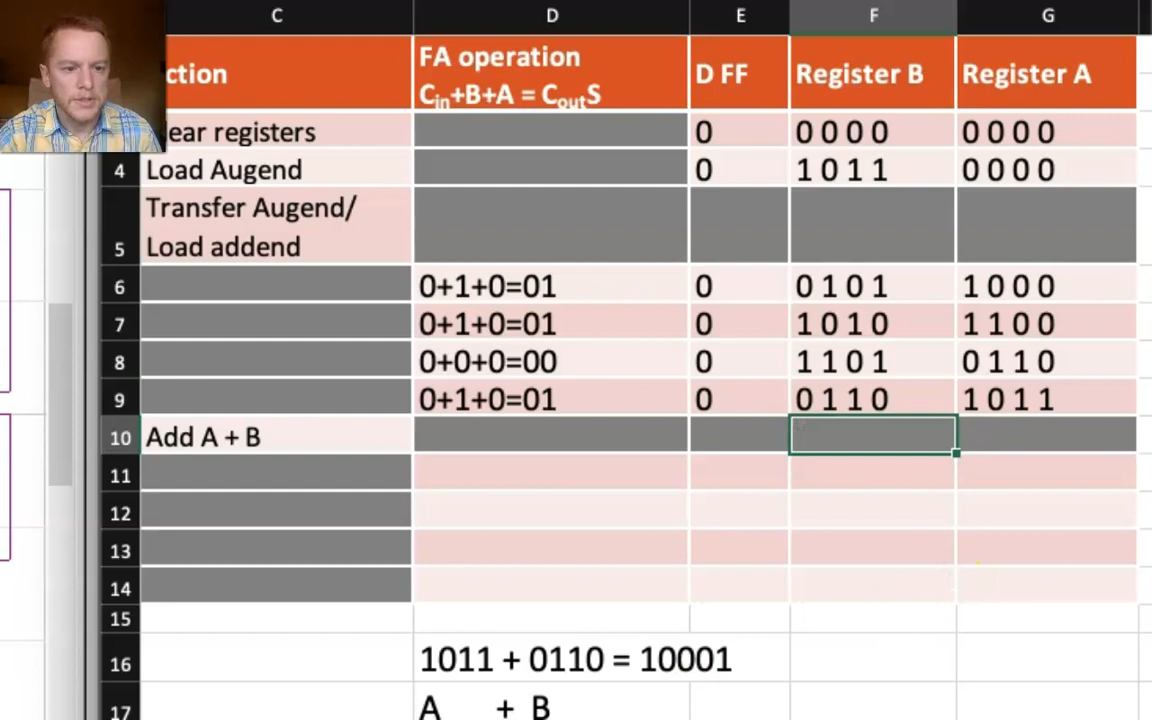 C D E F G
ction FA operation D FF Register B Register A
Cin+B+A = CoutS
ear registers 0 0 0 0 0 0 0 0 0
4 Load Augend 0 1 0 1 1 0 0 0 0
Transfer Augend/
5 Load addend
6 0+1+0=01 0 0 1 0 1 1 0 0 0
7 0+1+0=01 0 1 0 1 0 1 1 0 0
8 0+0+0=00 0 1 1 0 1 0 1 1 0
9 0+1+0=01 0 0 1 1 0 1 0 1 1
10 Add A + B
11
12
13
14
15
16 1011 + 0110 = 10001
17 A + B